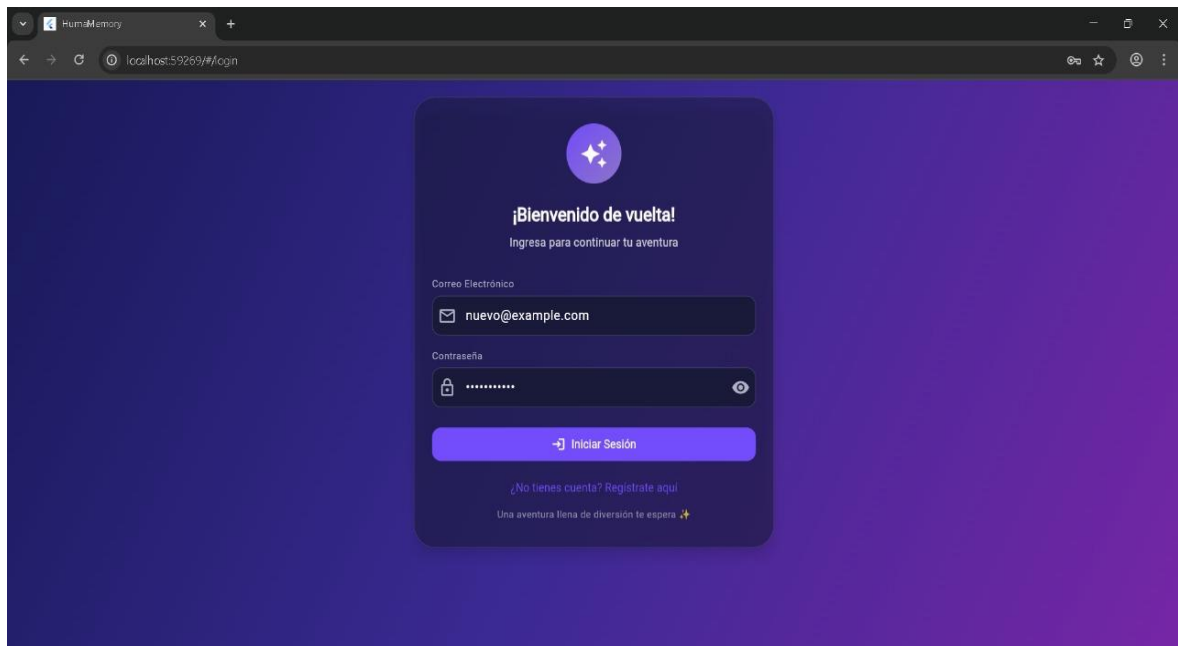 HumaMemory
localhost:59269/#/login
¡Bienvenido de vuelta!
Ingresa para continuar tu aventura
Correo Electrónico
nuevo@example.com
Contraseña
•••••••••••
Iniciar Sesión
¿No tienes cuenta? Regístrate aquí
Una aventura llena de diversión te espera ✨